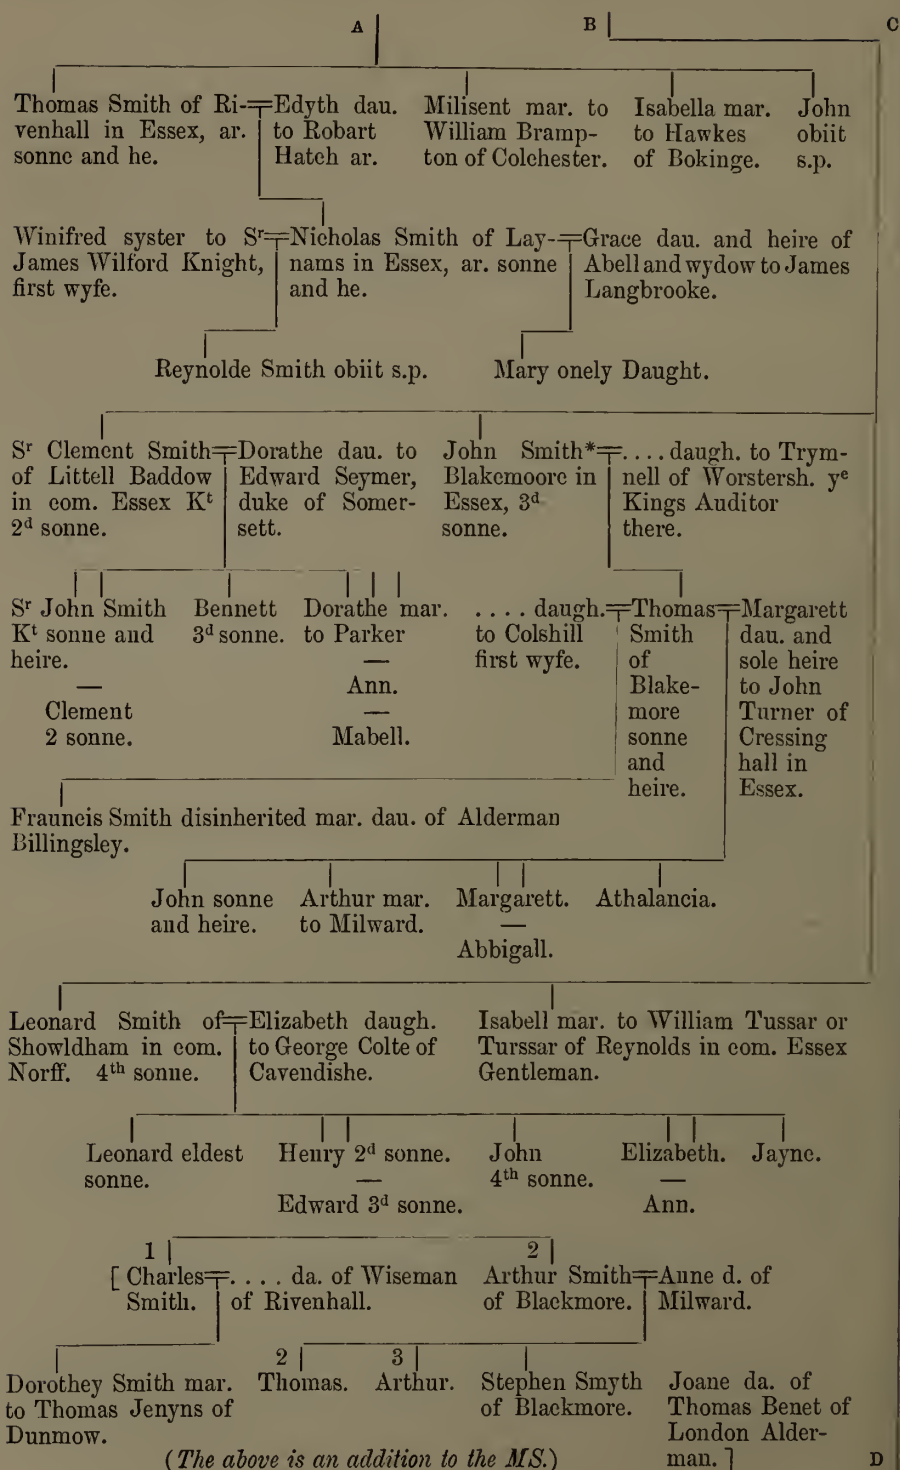 A B C
Thomas Smith of Ri- Edyth dau. Milisent mar. to Isabella mar. John
venhall in Essex, ar. to Robart William Bramp- to Hawkes obiit
sonne and he. Hatch ar. ton of Colchester. of Bokinge. s.p.
Winifred syster to Sʳ Nicholas Smith of Lay- Grace dau. and heire of
James Wilford Knight, nams in Essex, ar. sonne Abell and wydow to James
first wyfe. and he. Langbrooke.
Reynolde Smith obiit s.p. Mary onely Daught.
Sʳ Clement Smith Dorathe dau. to John Smith* .... daugh. to Trym-
of Littell Baddow Edward Seymer, Blakemoore in nell of Worstersh. yᵉ
in com. Essex Kᵗ duke of Somer- Essex, 3ᵈ Kings Auditor
2ᵈ sonne. sett. sonne. there.
Sʳ John Smith Bennett Dorathe mar. .... daugh. Thomas Margarett
Kᵗ sonne and 3ᵈ sonne. to Parker to Colshill Smith dau. and
heire. — first wyfe. of sole heire
— Ann. Blake- to John
Clement — more Turner of
2 sonne. Mabell. sonne Cressing
and hall in
heire. Essex.
Frauncis Smith disinherited mar. dau. of Alderman
Billingsley.
John sonne Arthur mar. Margarett. Athalancia.
and heire. to Milward. —
Abbigall.
Leonard Smith of Elizabeth daugh. Isabell mar. to William Tussar or
Showldham in com. to George Colte of Turssar of Reynolds in com. Essex
Norff. 4ᵗʰ sonne. Cavendishe. Gentleman.
Leonard eldest Henry 2ᵈ sonne. John Elizabeth. Jayne.
sonne. — 4ᵗʰ sonne. —
Edward 3ᵈ sonne. Ann.
1 2
[ Charles .... da. of Wiseman Arthur Smith Anne d. of
Smith. of Rivenhall. of Blackmore. Milward.
2 3
Dorothey Smith mar. Thomas. Arthur. Stephen Smyth Joane da. of
to Thomas Jenyns of of Blackmore. Thomas Benet of
Dunmow. London Alder-
(The above is an addition to the MS.) man. ] D